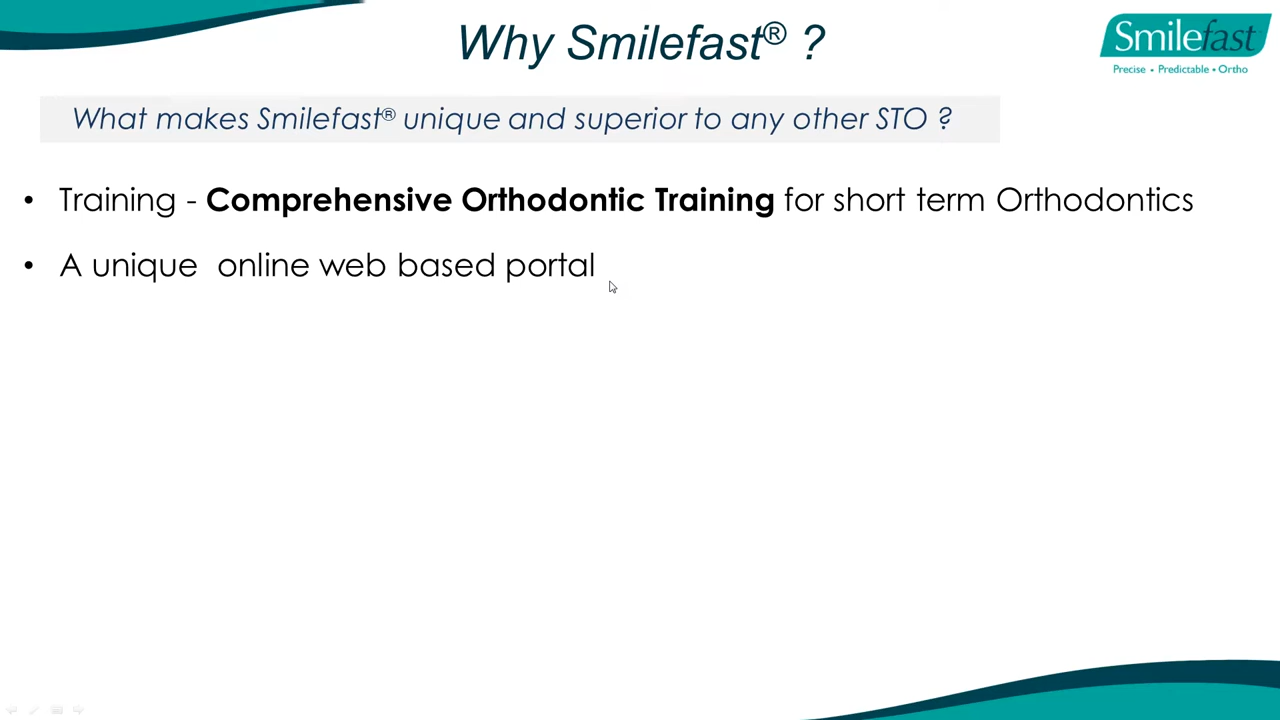 Why Smilefast® ?
Smilefast
Precise • Predictable • Ortho
What makes Smilefast® unique and superior to any other STO ?
• Training - Comprehensive Orthodontic Training for short term Orthodontics
• A unique online web based portal